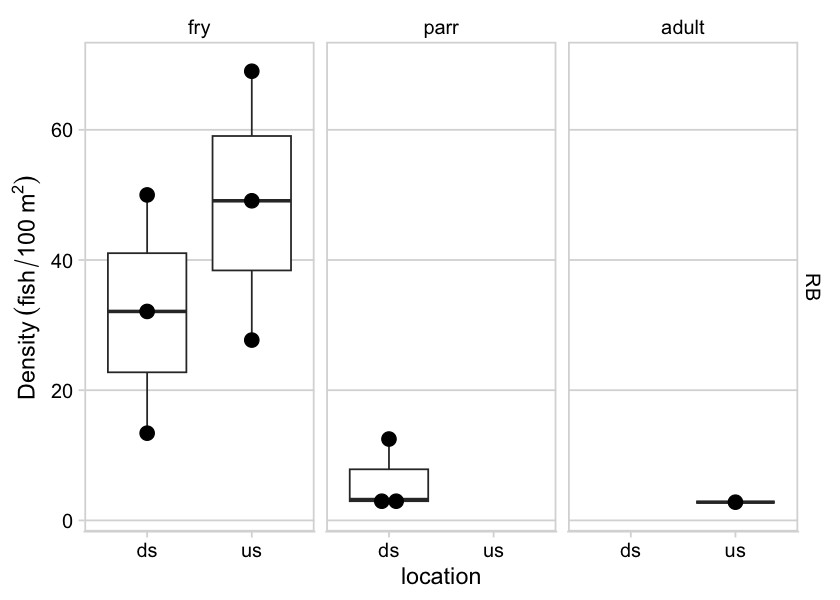 fry parr adult
Density (fish/100 m²)
60
40
20
0
RB
ds us ds us ds us
location